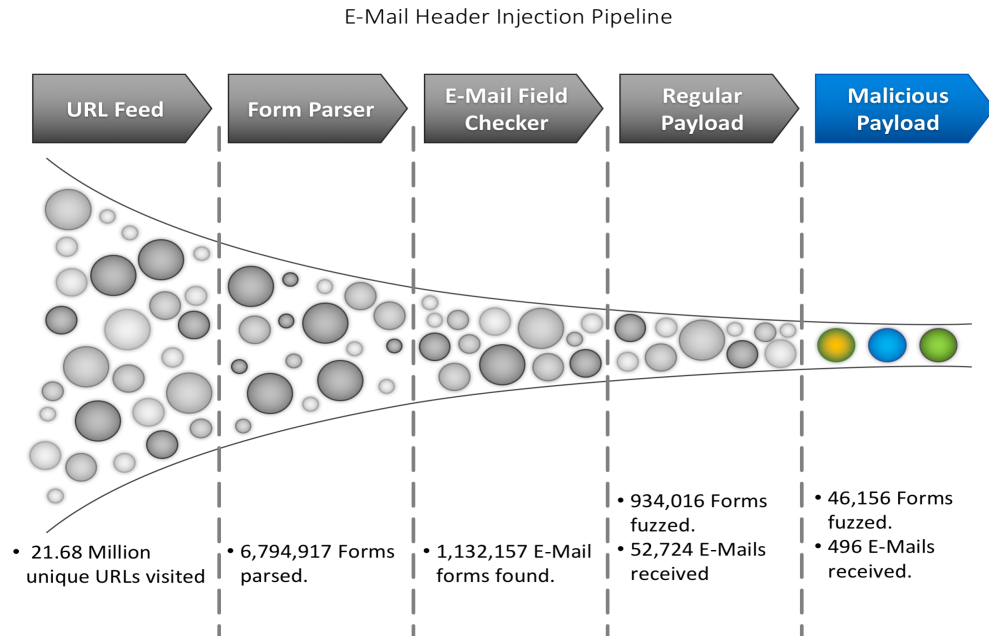 E-Mail Header Injection Pipeline
URL Feed
Form Parser
E-Mail Field
Checker
Regular
Payload
Malicious
Payload
• 21.68 Million
unique URLs visited
• 6,794,917 Forms
parsed.
• 1,132,157 E-Mail
forms found.
• 934,016 Forms
fuzzed.
• 52,724 E-Mails
received
• 46,156 Forms
fuzzed.
• 496 E-Mails
received.